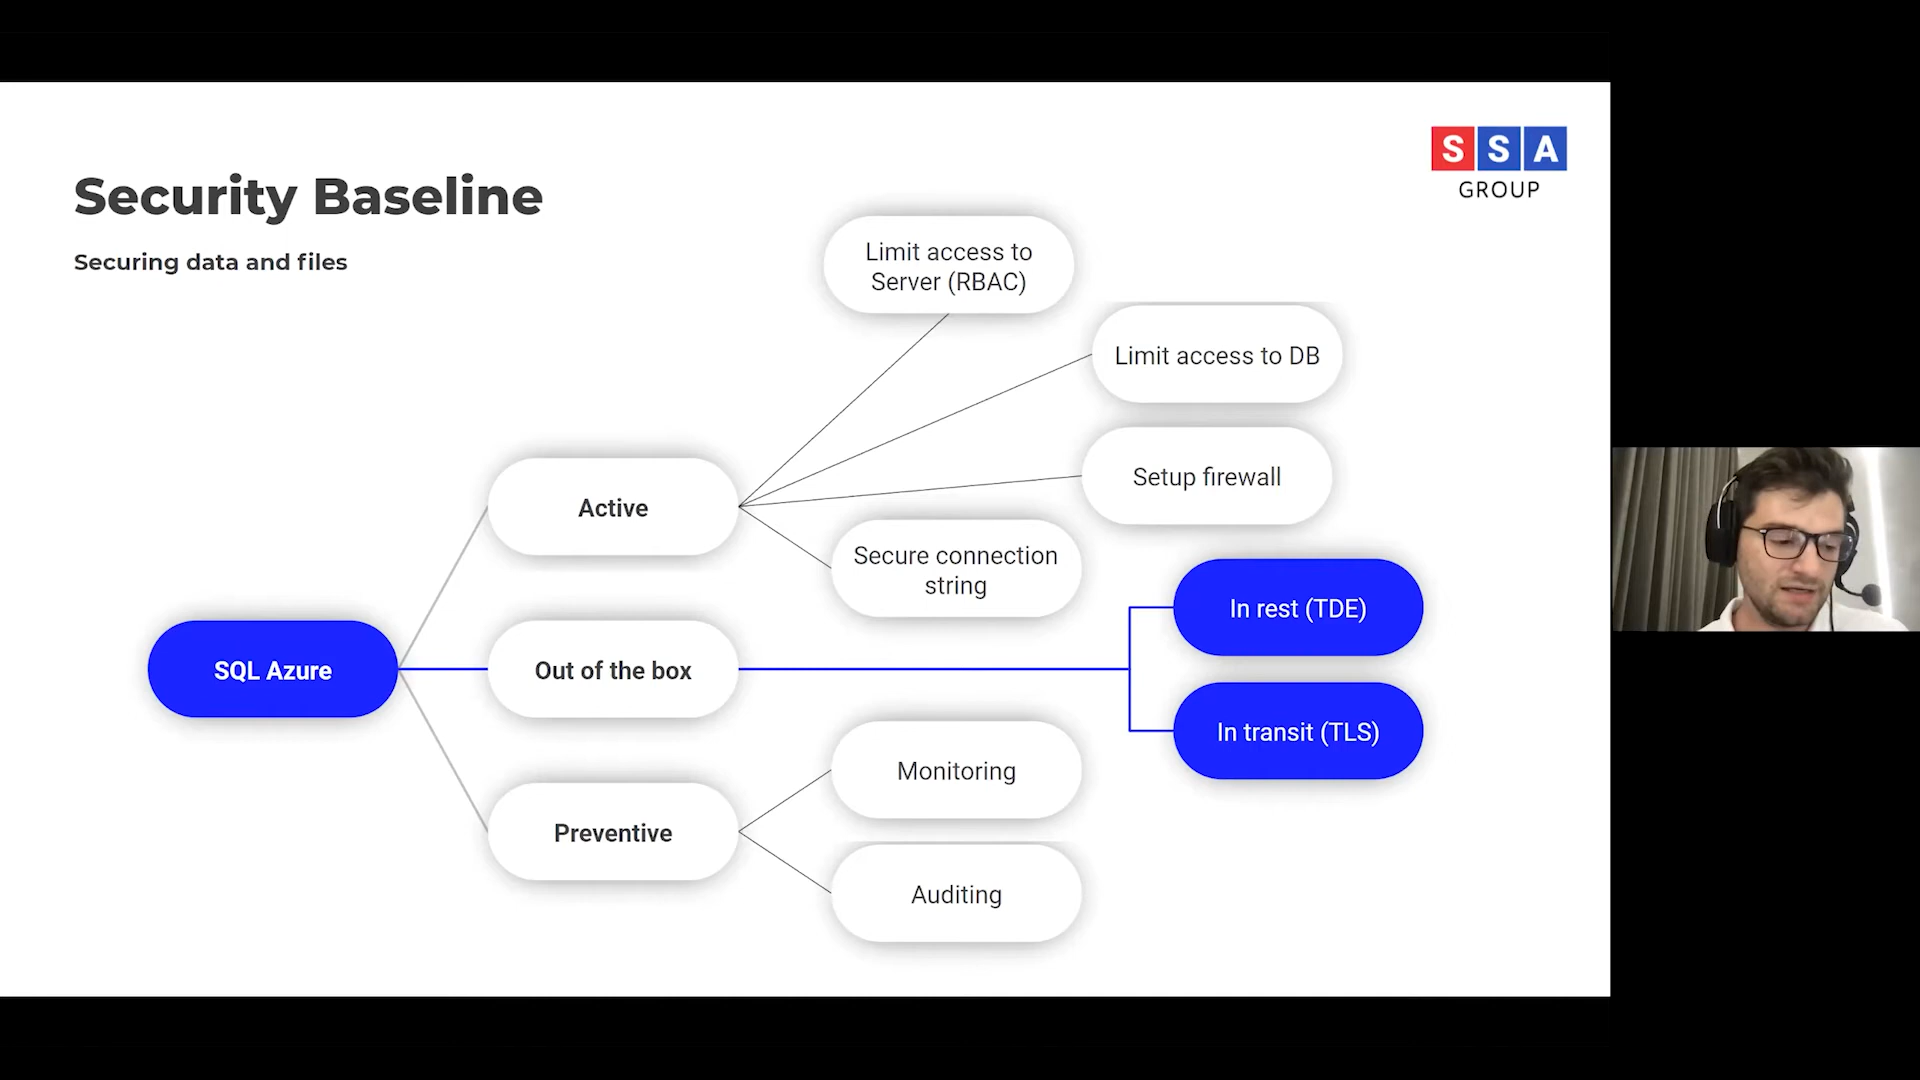 Security Baseline
Securing data and files
SSA
GROUP
Limit access to
Server (RBAC)
Limit access to DB
Setup firewall
Active
Secure connection
string
In rest (TDE)
SQL Azure
Out of the box
In transit (TLS)
Monitoring
Preventive
Auditing